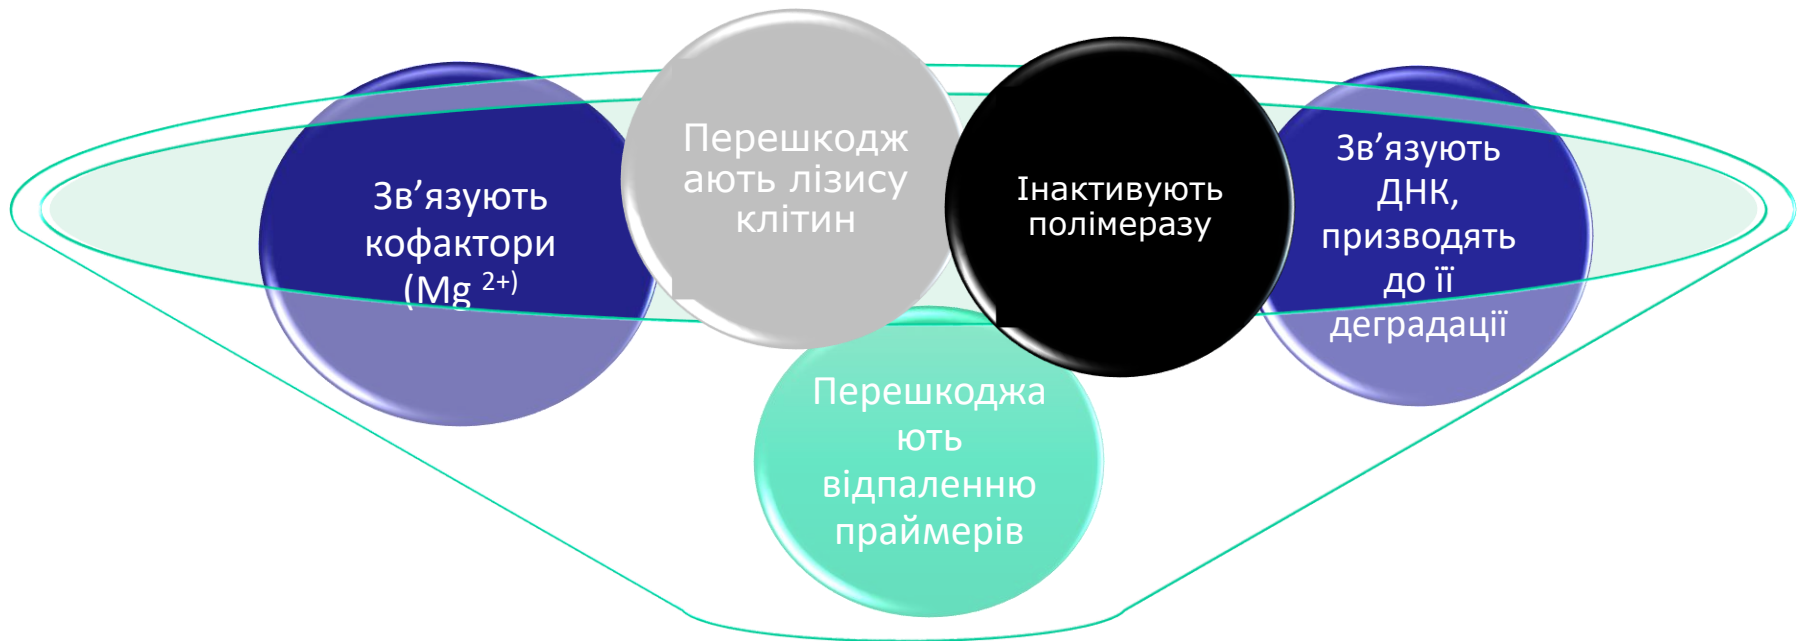 Зв’язують
кофактори
(Mg ²⁺⁾
Перешкодж
ають лізису
клітин
Інактивують
полімеразу
Зв’язують
ДНК,
призводять
до її
деградації
Перешкоджа
ють
відпаленню
праймерів